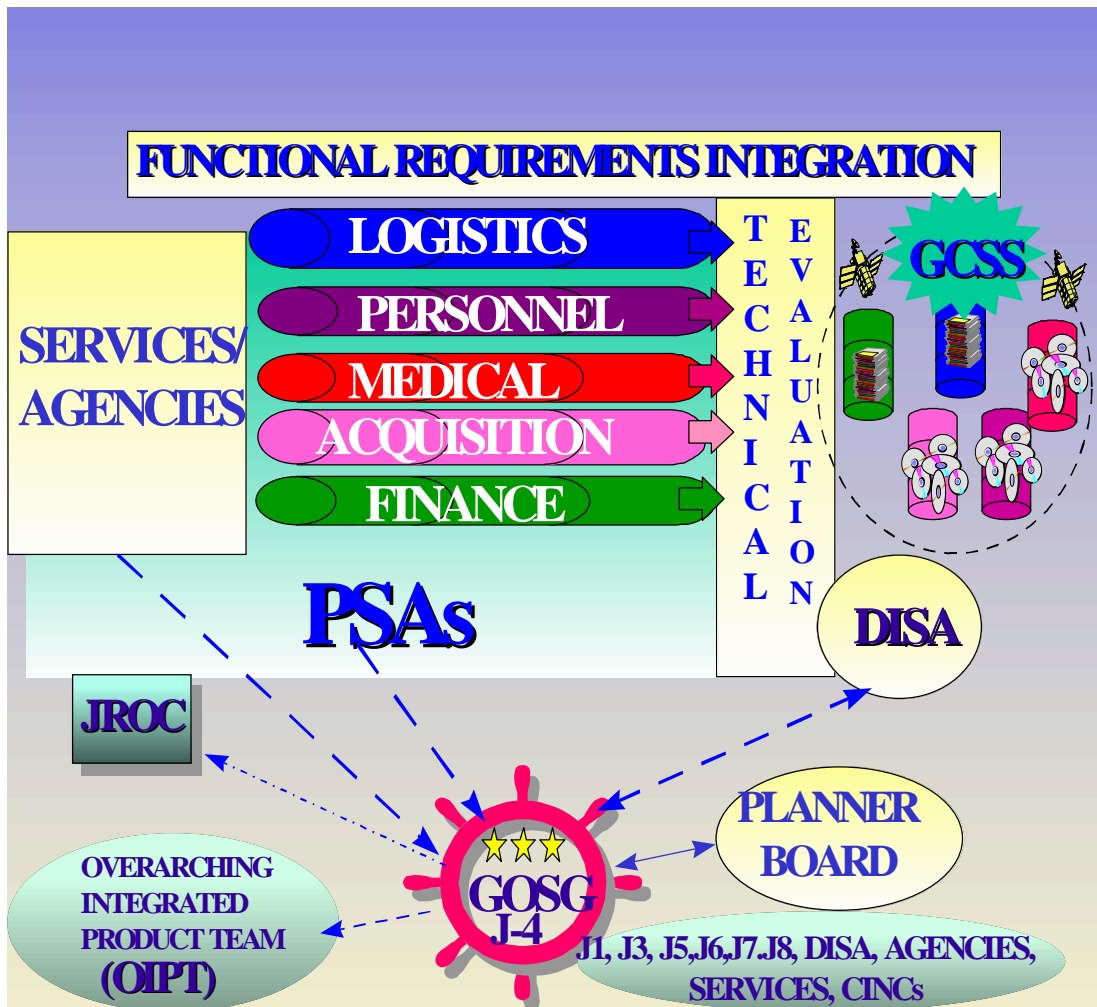 FUNCTIONAL REQUIREMENTS INTEGRATION
SERVICES/
AGENCIES
LOGISTICS
PERSONNEL
MEDICAL
ACQUISITION
FINANCE
TECHNICAL
EVALUATION
GCSS
PSAs
DISA
JROC
PLANNER
BOARD
GOSG
J-4
OVERARCHING
INTEGRATED
PRODUCT TEAM
(OIPT)
J1, J3, J5,J6,J7.J8, DISA, AGENCIES,
SERVICES, CINCs